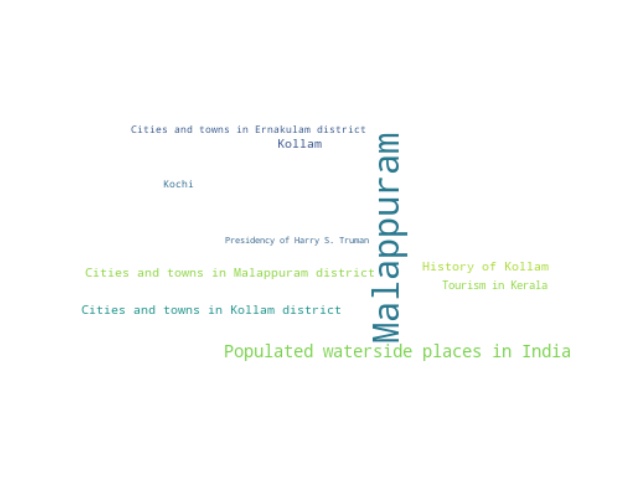 Cities and towns in Ernakulam district
Kollam
Malappuram
Kochi
Presidency of Harry S. Truman
History of Kollam
Cities and towns in Malappuram district
Tourism in Kerala
Cities and towns in Kollam district
Populated waterside places in India